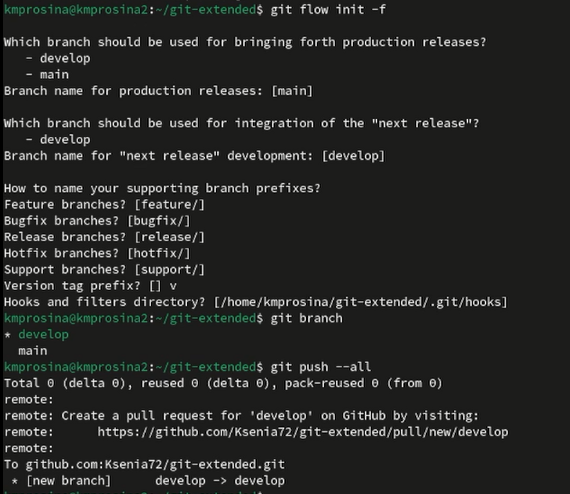 kmprosina@kmprosina2:~/git-extended$ git flow init -f
Which branch should be used for bringing forth production releases?
   - develop
   - main
Branch name for production releases: [main]
Which branch should be used for integration of the "next release"?
   - develop
Branch name for "next release" development: [develop]
How to name your supporting branch prefixes?
Feature branches? [feature/]
Bugfix branches? [bugfix/]
Release branches? [release/]
Hotfix branches? [hotfix/]
Support branches? [support/]
Version tag prefix? [] v
Hooks and filters directory? [/home/kmprosina/git-extended/.git/hooks]
kmprosina@kmprosina2:~/git-extended$ git branch
* develop
  main
kmprosina@kmprosina2:~/git-extended$ git push --all
Total 0 (delta 0), reused 0 (delta 0), pack-reused 0 (from 0)
remote:
remote: Create a pull request for 'develop' on GitHub by visiting:
remote:      https://github.com/Ksenia72/git-extended/pull/new/develop
remote:
To github.com:Ksenia72/git-extended.git
 * [new branch]      develop -> develop